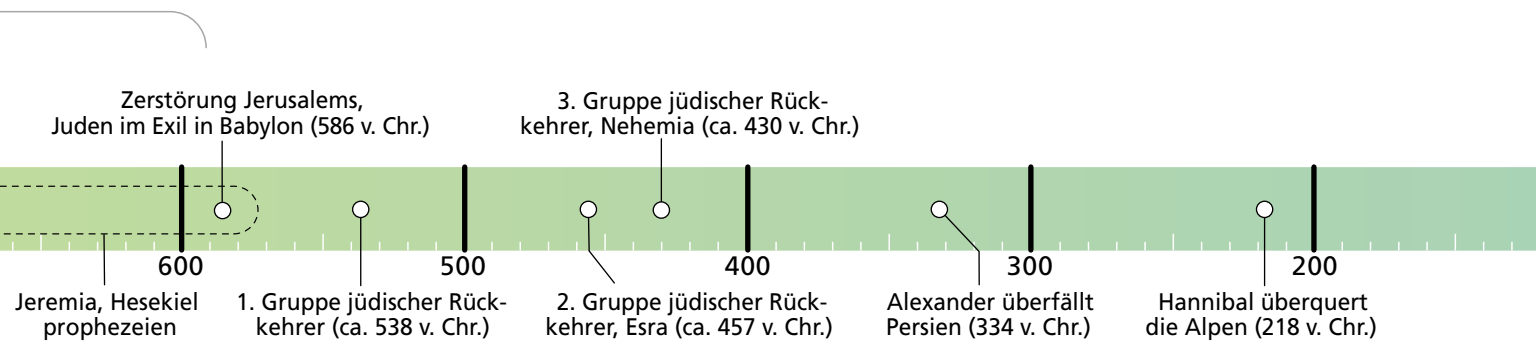 Zerstörung Jerusalems,
Juden im Exil in Babylon (586 v. Chr.)
3. Gruppe jüdischer Rück-
kehrer, Nehemia (ca. 430 v. Chr.)
600
500
400
300
200
Jeremia, Hesekiel
prophezeien
1. Gruppe jüdischer Rück-
kehrer (ca. 538 v. Chr.)
2. Gruppe jüdischer Rück-
kehrer, Esra (ca. 457 v. Chr.)
Alexander überfällt
Persien (334 v. Chr.)
Hannibal überquert
die Alpen (218 v. Chr.)